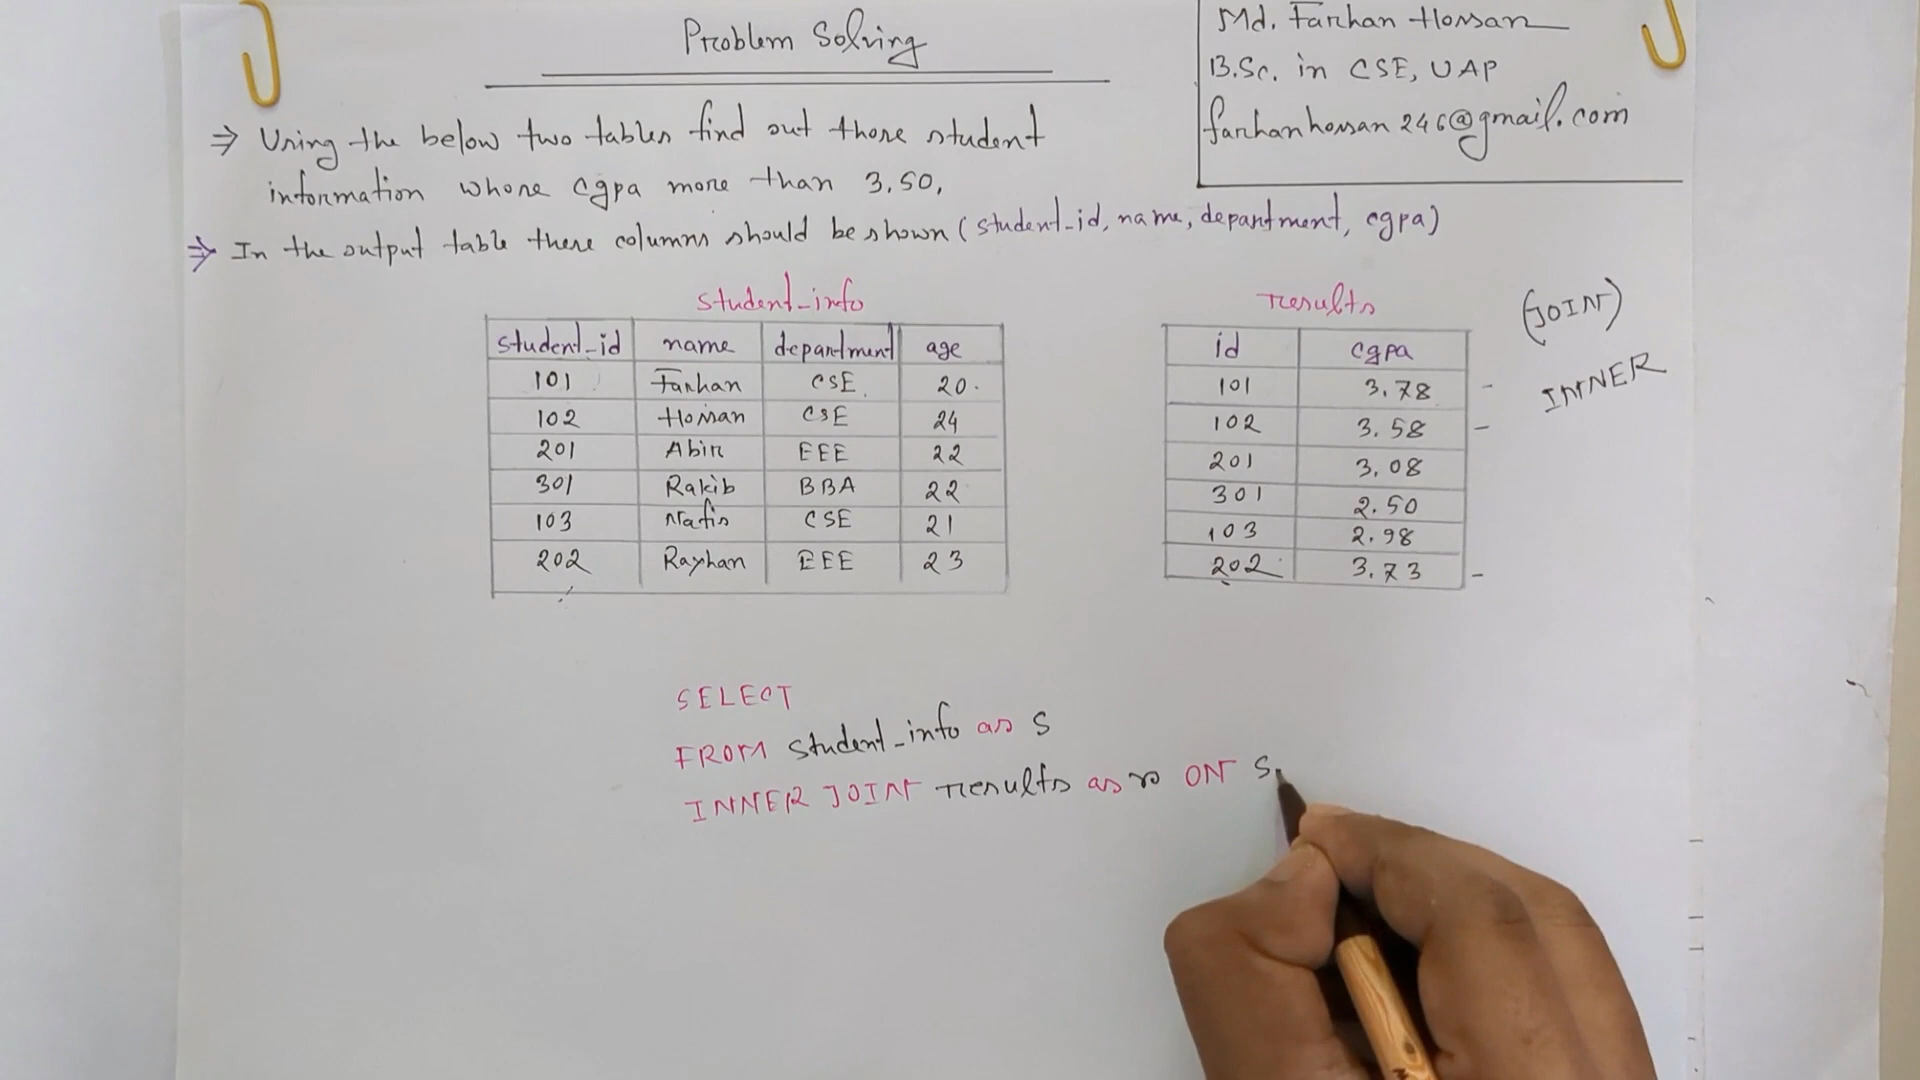 Problem Solving
Md. Farhan Hossan
B.Sc. in CSE, UAP
farhanhossan246@gmail.com
⇒ Using the below two tables find out those student
information whose cgpa more than 3.50,
⇒ In the output table these columns should be shown (student_id, name, department, cgpa)
student_info
student_id name department age
101 Farhan CSE 20
102 Hossan CSE 24
201 Abir EEE 22
301 Rakib BBA 22
103 Nafis CSE 21
202 Rayhan EEE 23
results
id cgpa
101 3.78
102 3.58
201 3.08
301 2.50
103 2.98
202 3.73
(JOIN)
INNER
SELECT
FROM student_info as s
INNER JOIN results as r ON s.